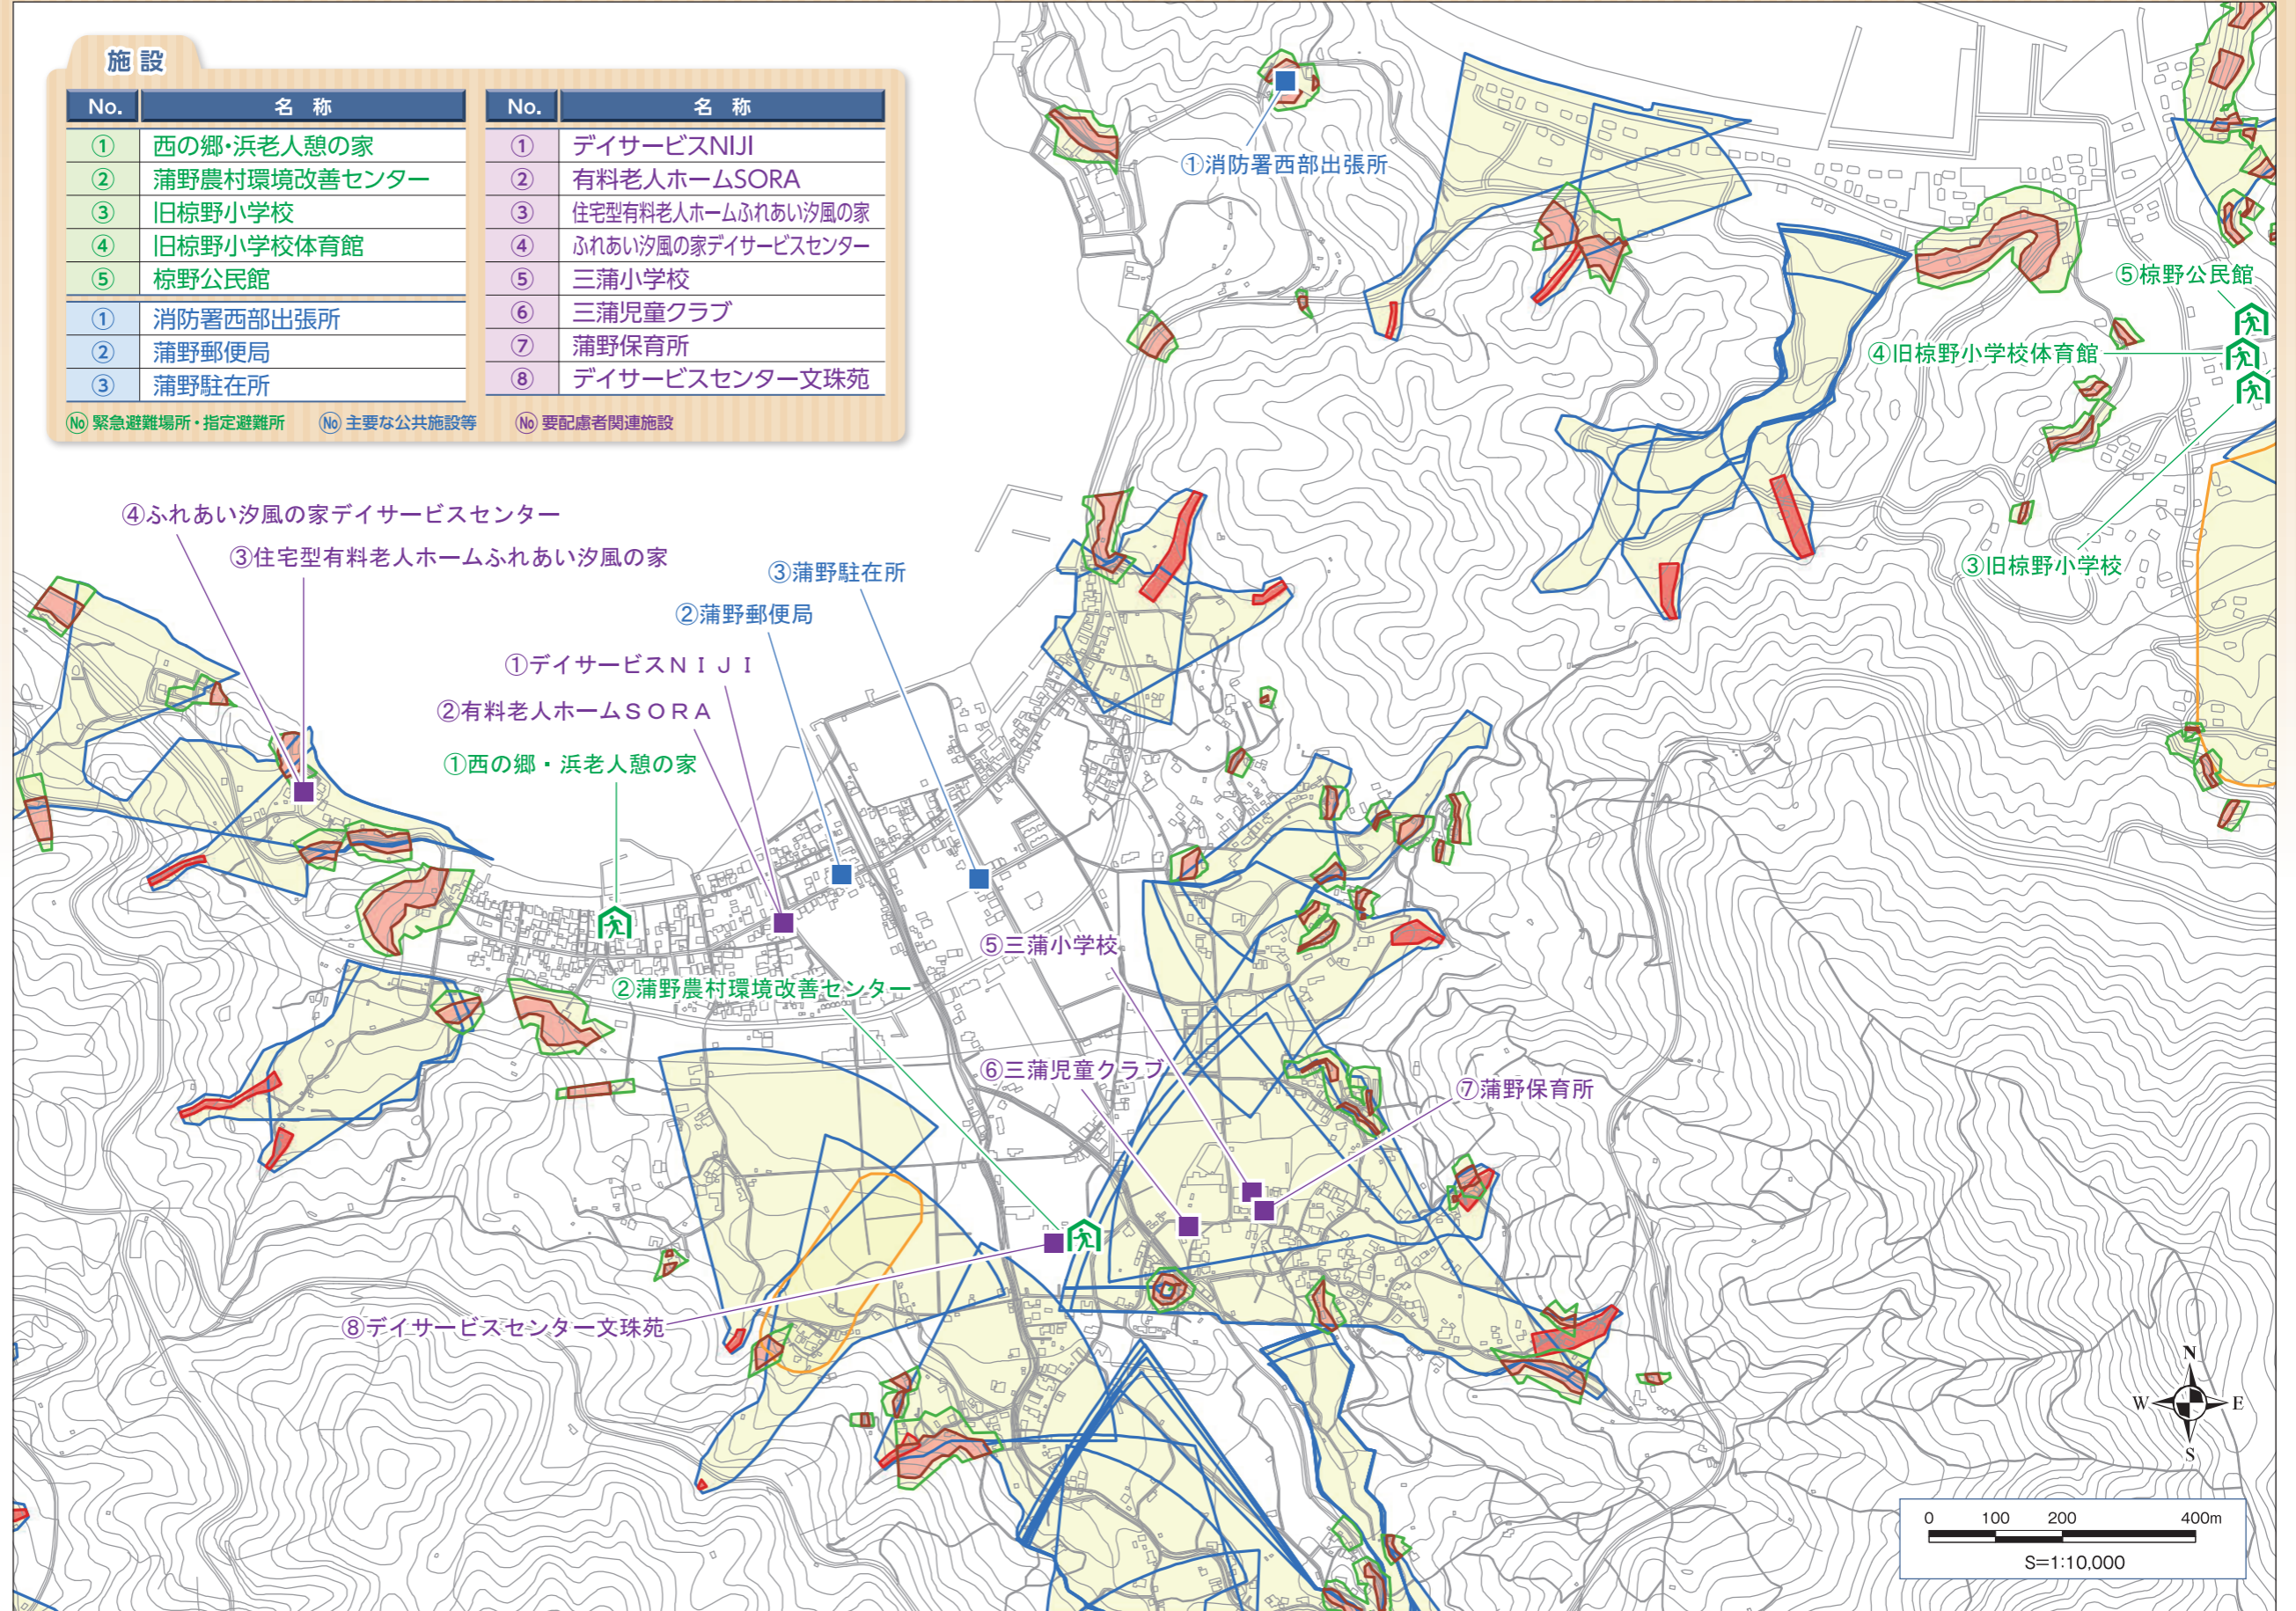 施設
No. 名 称
① 西の郷・浜老人憩の家
② 蒲野農村環境改善センター
③ 旧椋野小学校
④ 旧椋野小学校体育館
⑤ 椋野公民館
① 消防署西部出張所
② 蒲野郵便局
③ 蒲野駐在所
No. 名 称
① デイサービスNIJI
② 有料老人ホームSORA
③ 住宅型有料老人ホームふれあい汐風の家
④ ふれあい汐風の家デイサービスセンター
⑤ 三蒲小学校
⑥ 三蒲児童クラブ
⑦ 蒲野保育所
⑧ デイサービスセンター文珠苑
No 緊急避難場所・指定避難所 No 主要な公共施設等 No 要配慮者関連施設
①消防署西部出張所
⑤椋野公民館
④旧椋野小学校体育館
③旧椋野小学校
④ふれあい汐風の家デイサービスセンター
③住宅型有料老人ホームふれあい汐風の家
③蒲野駐在所
②蒲野郵便局
①デイサービスＮＩＪＩ
②有料老人ホームＳＯＲＡ
①西の郷・浜老人憩の家
⑤三蒲小学校
②蒲野農村環境改善センター
⑥三蒲児童クラブ
⑦蒲野保育所
⑧デイサービスセンター文珠苑
N
W E
S
0 100 200 400m
S=1:10,000